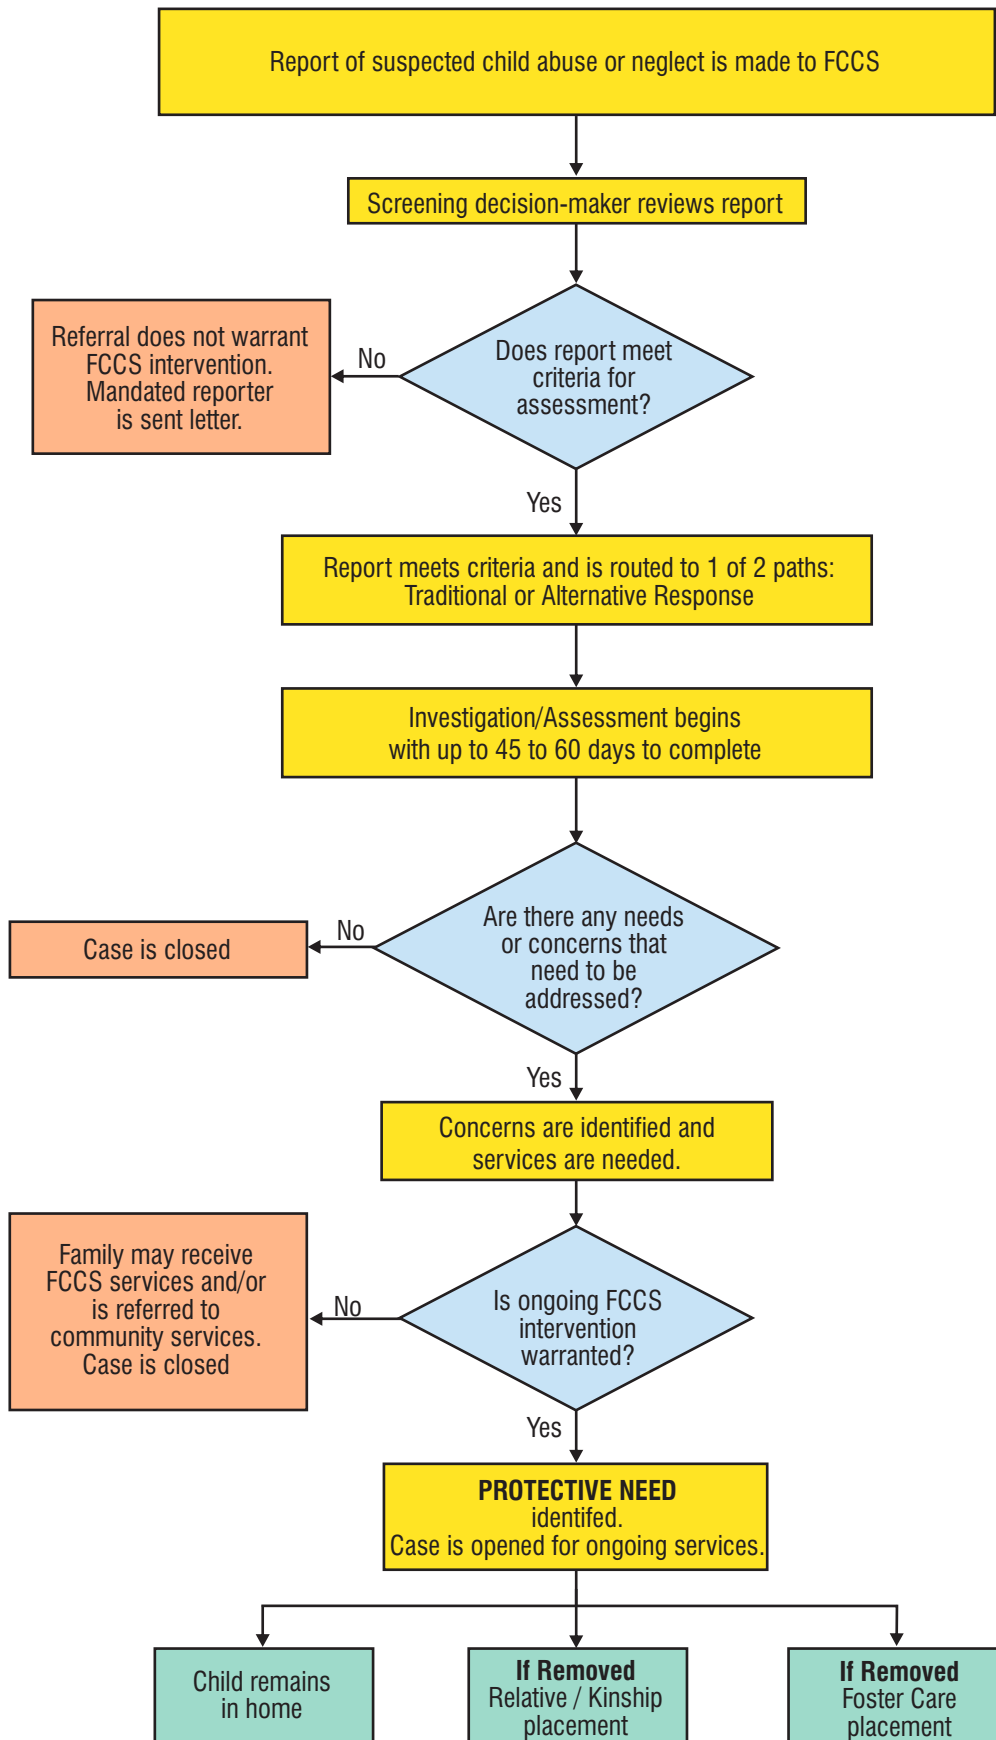 Report of suspected child abuse or neglect is made to FCCS
Screening decision-maker reviews report
Does report meet
criteria for
assessment?
No
Referral does not warrant
FCCS intervention.
Mandated reporter
is sent letter.
Yes
Report meets criteria and is routed to 1 of 2 paths:
Traditional or Alternative Response
Investigation/Assessment begins
with up to 45 to 60 days to complete
Are there any needs
or concerns that
need to be
addressed?
No
Case is closed
Yes
Concerns are identified and
services are needed.
Is ongoing FCCS
intervention
warranted?
No
Family may receive
FCCS services and/or
is referred to
community services.
Case is closed
Yes
PROTECTIVE NEED
identifed.
Case is opened for ongoing services.
Child remains
in home
If Removed
Relative / Kinship
placement
If Removed
Foster Care
placement